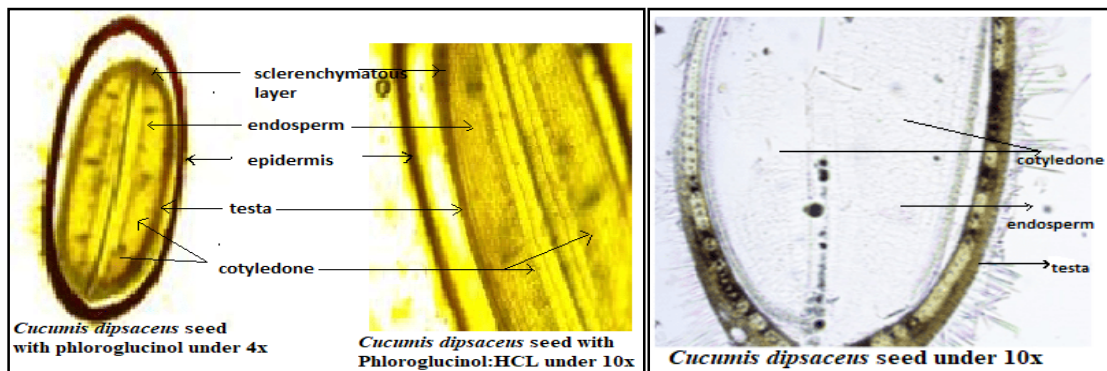 sclerenchymatous
layer
endosperm
epidermis
testa
cotyledone
Cucumis dipsaceus seed
with phloroglucinol under 4x
Cucumis dipsaceus seed with
Phloroglucinol:HCL under 10x
cotyledone
endosperm
testa
Cucumis dipsaceus seed under 10x